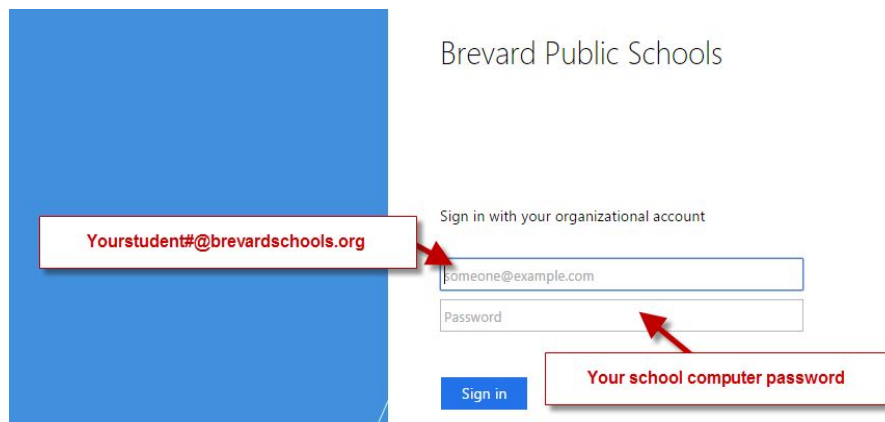 Brevard Public Schools
Sign in with your organizational account
Yourstudent#@brevardschools.org
someone@example.com
Password
Your school computer password
Sign in